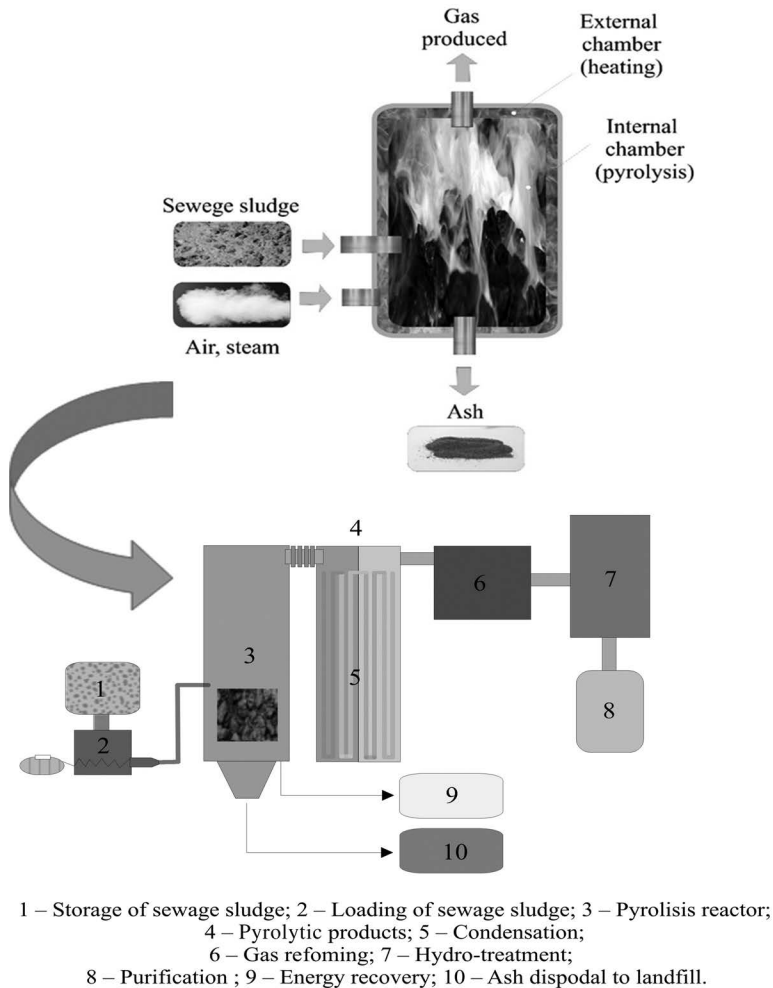 Gas
produced
External
chamber
(heating)
Internal
chamber
(pyrolysis)
Sewege sludge
Air, steam
Ash
4
6
7
3
5
1
2
8
9
10
1 – Storage of sewage sludge; 2 – Loading of sewage sludge; 3 – Pyrolisis reactor;
4 – Pyrolytic products; 5 – Condensation;
6 – Gas refoming; 7 – Hydro-treatment;
8 – Purification ; 9 – Energy recovery; 10 – Ash dispodal to landfill.